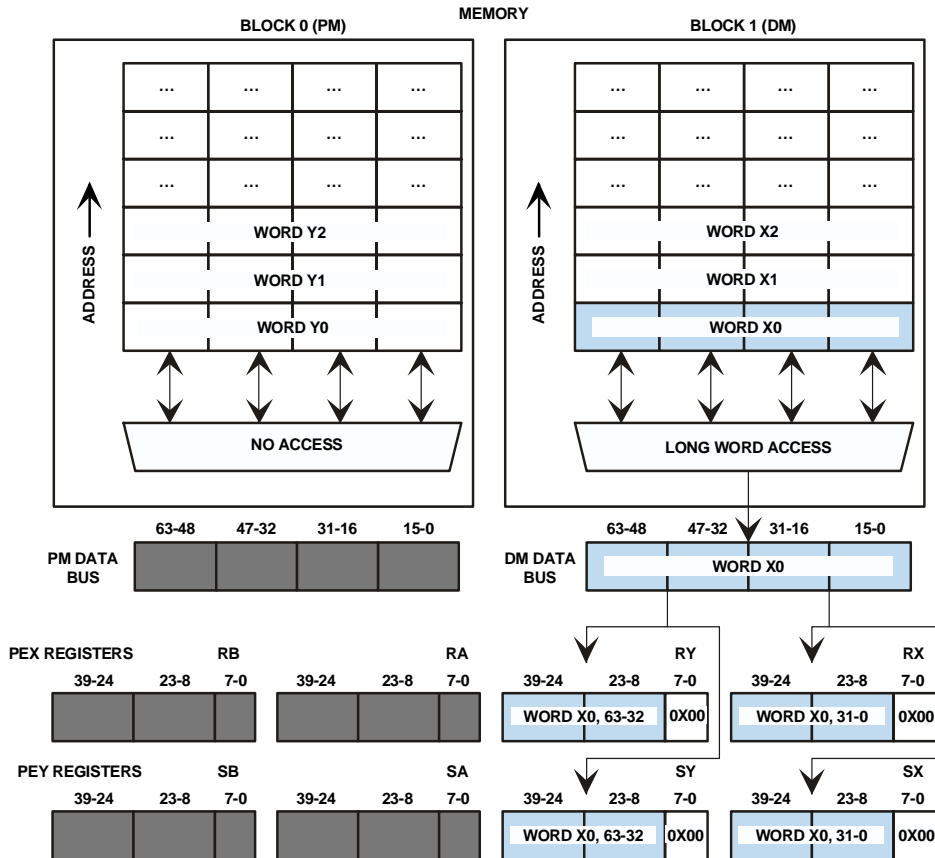 MEMORY
BLOCK 0 (PM) BLOCK 1 (DM)
... ... ... ... ... ... ... ...
... ... ... ... ... ... ... ...
... ... ... ... ... ... ... ...
WORD Y2 WORD X2
WORD Y1 WORD X1
WORD Y0 WORD X0
ADDRESS ADDRESS
NO ACCESS LONG WORD ACCESS
63-48 47-32 31-16 15-0 63-48 47-32 31-16 15-0
PM DATA BUS DM DATA BUS WORD X0
PEX REGISTERS RB RA RY RX
39-24 23-8 7-0 39-24 23-8 7-0 39-24 23-8 7-0 39-24 23-8 7-0
WORD X0, 63-32 0X00 WORD X0, 31-0 0X00
PEY REGISTERS SB SA SY SX
39-24 23-8 7-0 39-24 23-8 7-0 39-24 23-8 7-0 39-24 23-8 7-0
WORD X0, 63-32 0X00 WORD X0, 31-0 0X00